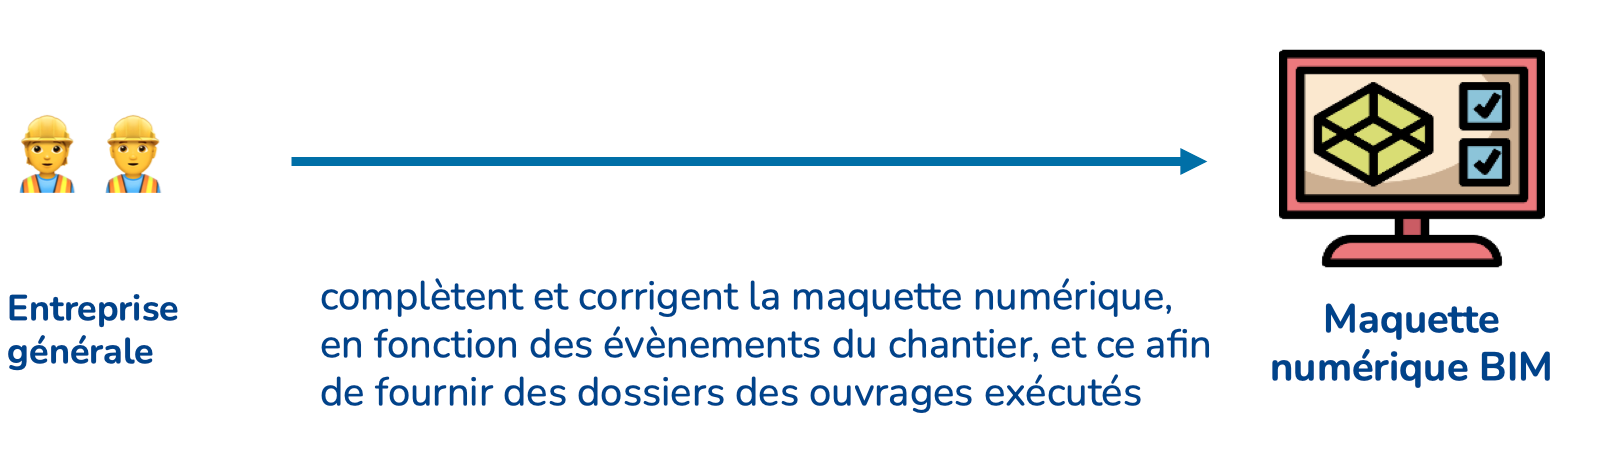 Entreprise
générale
complètent et corrigent la maquette numérique,
en fonction des évènements du chantier, et ce afin
de fournir des dossiers des ouvrages exécutés
Maquette
numérique BIM